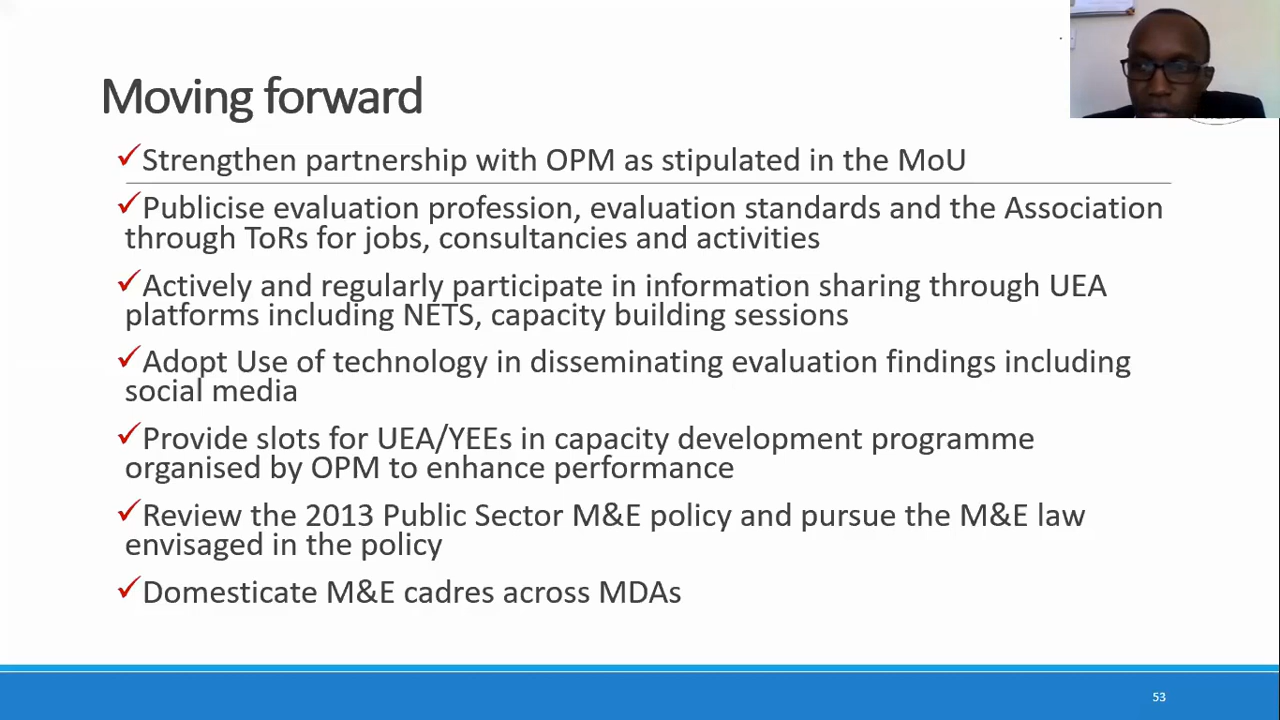 Moving forward
✓Strengthen partnership with OPM as stipulated in the MoU
✓Publicise evaluation profession, evaluation standards and the Association
through ToRs for jobs, consultancies and activities
✓Actively and regularly participate in information sharing through UEA
platforms including NETS, capacity building sessions
✓Adopt Use of technology in disseminating evaluation findings including
social media
✓Provide slots for UEA/YEEs in capacity development programme
organised by OPM to enhance performance
✓Review the 2013 Public Sector M&E policy and pursue the M&E law
envisaged in the policy
✓Domesticate M&E cadres across MDAs
53